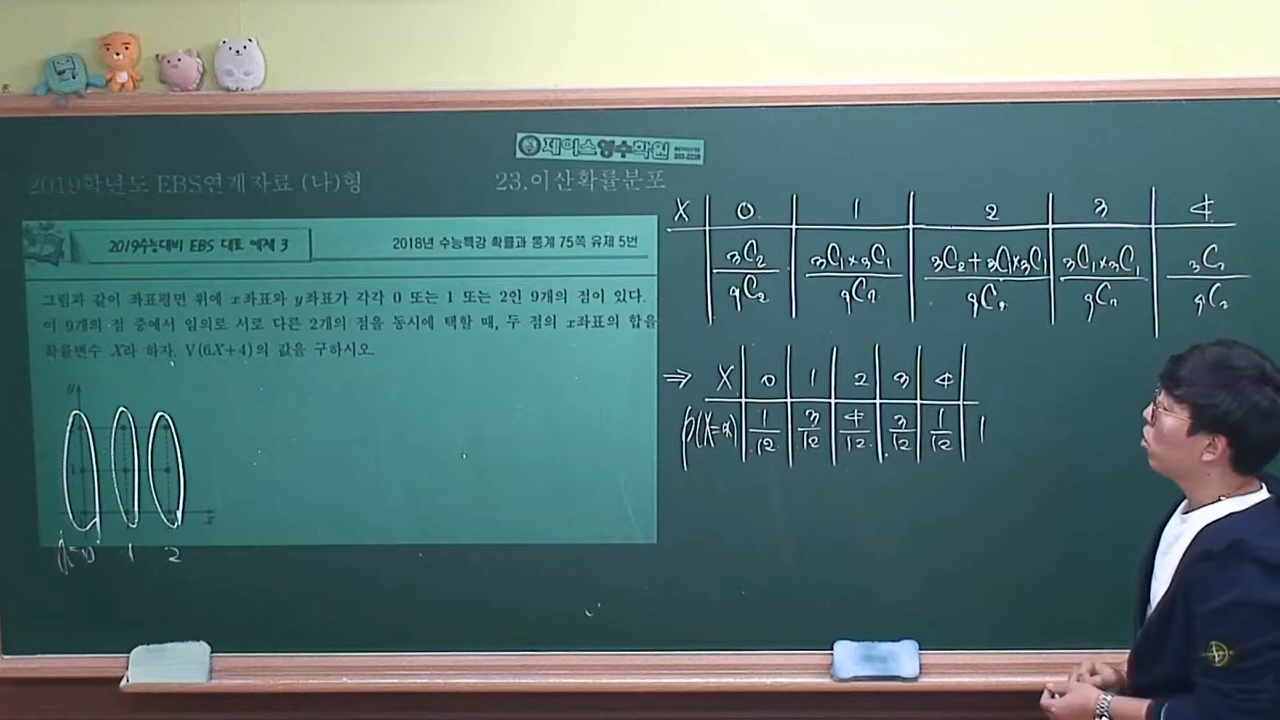 제이스영수학원
2019학년도 EBS연계자료 (나)형
23.이산확률분포
2019수능대비 EBS 대표 예제 3
2018년 수능특강 확률과 통계 75쪽 유제 5번
그림과 같이 좌표평면 위에 x좌표와 y좌표가 각각 0 또는 1 또는 2인 9개의 점이 있다.
이 9개의 점 중에서 임의로 서로 다른 2개의 점을 동시에 택할 때, 두 점의 x좌표의 합을
확률변수 X라 하자. V(6X+4)의 값을 구하시오.
y
1
x
1 2
X 0 1 2 3 4
3C2/9C2 3C1×3C1/9C2 3C2+3C1×3C1/9C2 3C1×3C1/9C2 3C2/9C2
⇒ X 0 1 2 3 4
P(X=x) 1/12 3/12 4/12 3/12 1/12 1